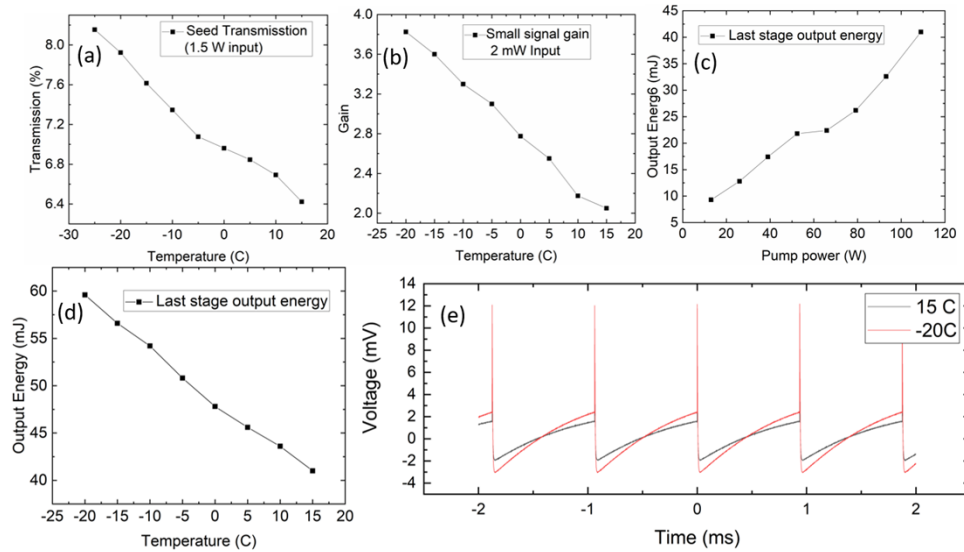 (a)
Seed Transmisstion
(1.5 W input)
Transmission (%)
8.0
7.6
7.2
6.8
6.4
-30 -25 -20 -15 -10 -5 0 5 10 15 20
Temperature (C)
(b)
Small signal gain
2 mW Input
Gain
4.0
3.6
3.2
2.8
2.4
2.0
-25 -20 -15 -10 -5 0 5 10 15 20
Temperature (C)
(c)
Last stage output energy
Output Energ6 (mJ)
45
40
35
30
25
20
15
10
5
0 20 40 60 80 100 120
Pump power (W)
(d)
Last stage output energy
Output Energy (mJ)
60
55
50
45
40
-25 -20 -15 -10 -5 0 5 10 15 20
Temperature (C)
(e)
15 C
-20C
Voltage (mV)
14
12
10
8
6
4
2
0
-2
-4
-2 -1 0 1 2
Time (ms)